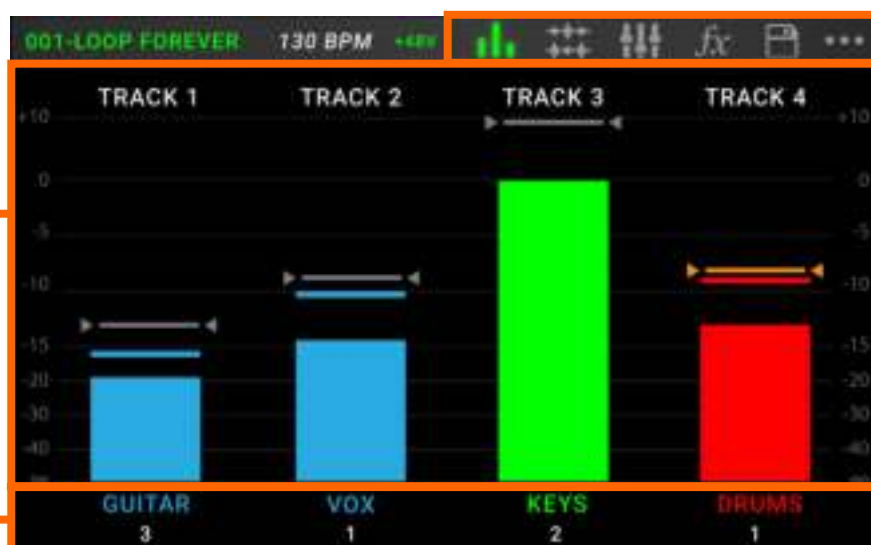 001-LOOP FOREVER 130 BPM +48V fx
TRACK 1 TRACK 2 TRACK 3 TRACK 4
+10 +10
0 0
-5 -5
-10 -10
-15 -15
-20 -20
-30 -30
-40 -40
GUITAR VOX KEYS DRUMS
3 1 2 1